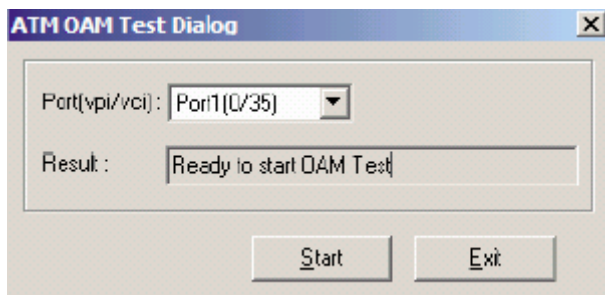 ATM OAM Test Dialog
Port(vpi/vci): Port1(0/35)
Result: Ready to start OAM Test
Start Exit